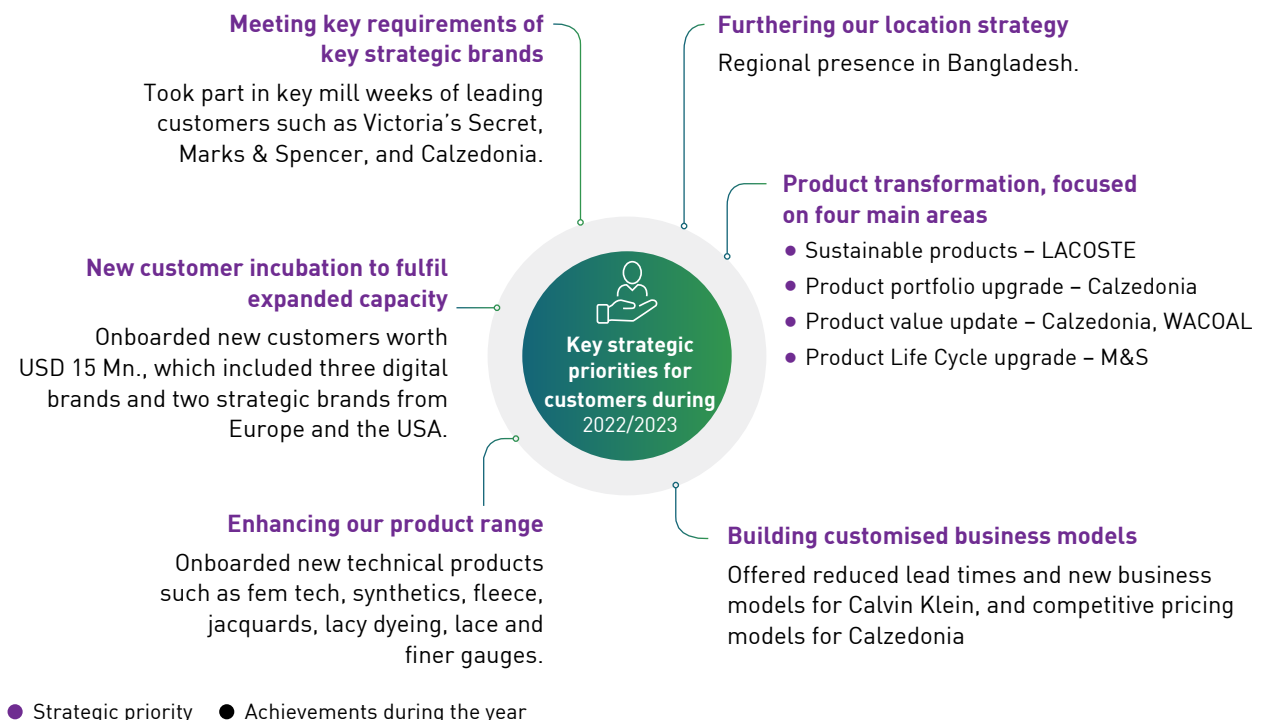 Meeting key requirements of
key strategic brands
Took part in key mill weeks of leading
customers such as Victoria's Secret,
Marks & Spencer, and Calzedonia.
New customer incubation to fulfil
expanded capacity
Onboarded new customers worth
USD 15 Mn., which included three digital
brands and two strategic brands from
Europe and the USA.
Enhancing our product range
Onboarded new technical products
such as fem tech, synthetics, fleece,
jacquards, lacy dyeing, lace and
finer gauges.
Key strategic
priorities for
customers during
2022/2023
Furthering our location strategy
Regional presence in Bangladesh.
Product transformation, focused
on four main areas
Sustainable products – LACOSTE
Product portfolio upgrade – Calzedonia
Product value update – Calzedonia, WACOAL
Product Life Cycle upgrade – M&S
Building customised business models
Offered reduced lead times and new business
models for Calvin Klein, and competitive pricing
models for Calzedonia
Strategic priority
Achievements during the year